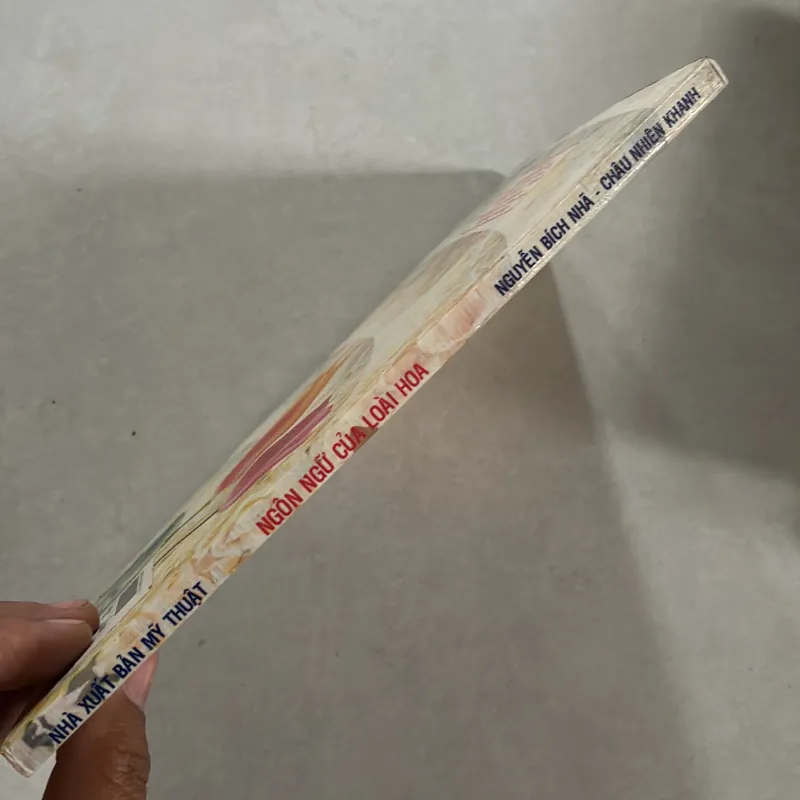 NHÀ XUẤT BẢN MỸ THUẬT
NGÔN NGỮ CỦA LOÀI HOA
NGUYỄN BÍCH NHÃ - CHÂU NHIÊN KHANH